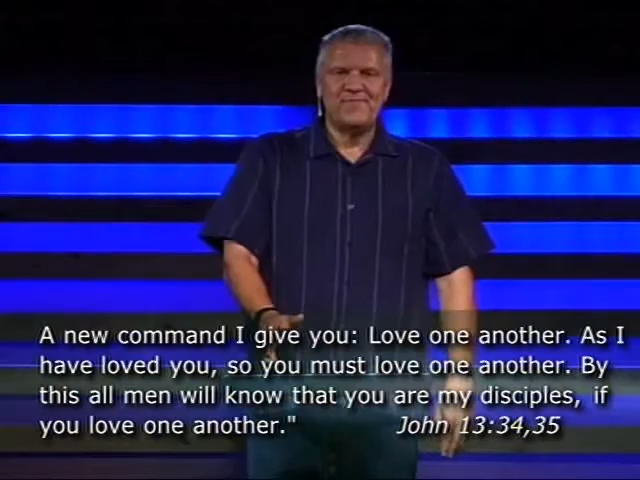 A new command I give you: Love one another. As I
have loved you, so you must love one another. By
this all men will know that you are my disciples, if
you love one another."
John 13:34,35